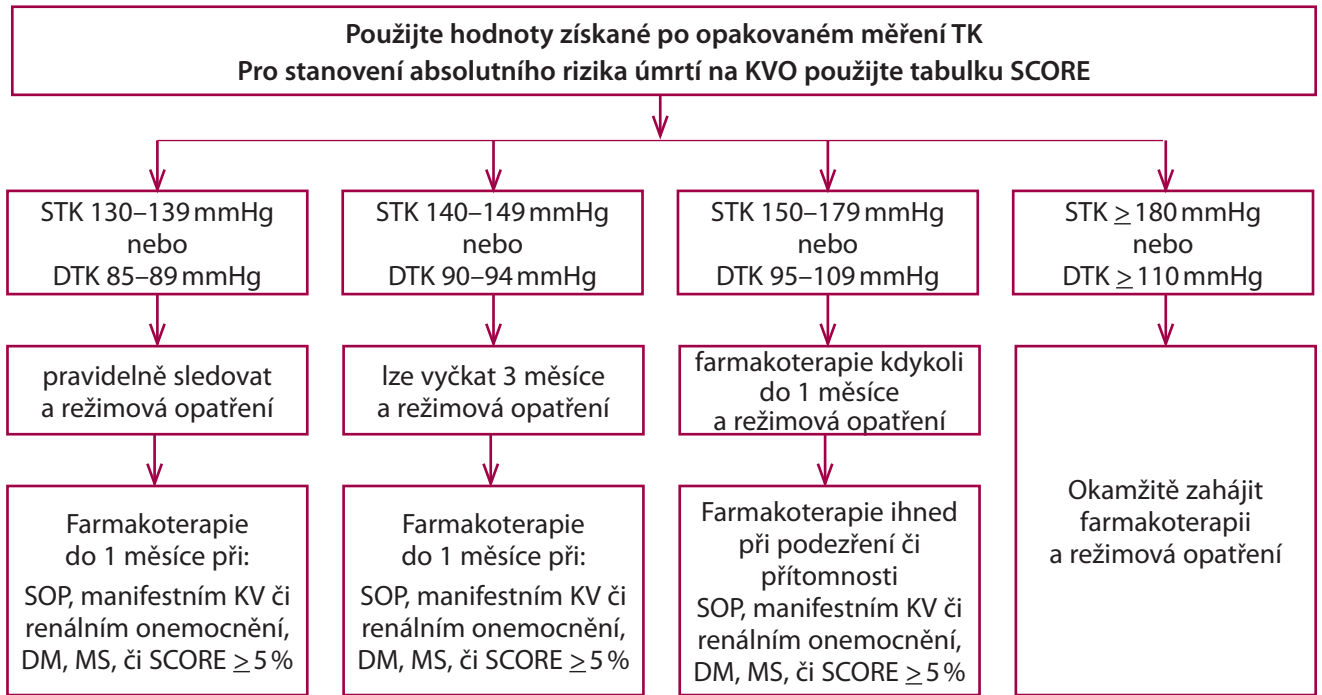 Použijte hodnoty získané po opakovaném měření TK
Pro stanovení absolutního rizika úmrtí na KVO použijte tabulku SCORE
STK 130–139 mmHg
nebo
DTK 85–89 mmHg
STK 140–149 mmHg
nebo
DTK 90–94 mmHg
STK 150–179 mmHg
nebo
DTK 95–109 mmHg
STK ≥ 180 mmHg
nebo
DTK ≥ 110 mmHg
pravidelně sledovat
a režimová opatření
lze vyčkat 3 měsíce
a režimová opatření
farmakoterapie kdykoli
do 1 měsíce
a režimová opatření
Farmakoterapie
do 1 měsíce při:
SOP, manifestním KV či
renálním onemocnění,
DM, MS, či SCORE ≥ 5 %
Farmakoterapie
do 1 měsíce při:
SOP, manifestním KV či
renálním onemocnění,
DM, MS, či SCORE ≥ 5 %
Farmakoterapie ihned
při podezření či
přítomnosti
SOP, manifestním KV či
renálním onemocnění,
DM, MS, či SCORE ≥ 5 %
Okamžitě zahájit
farmakoterapii
a režimová opatření